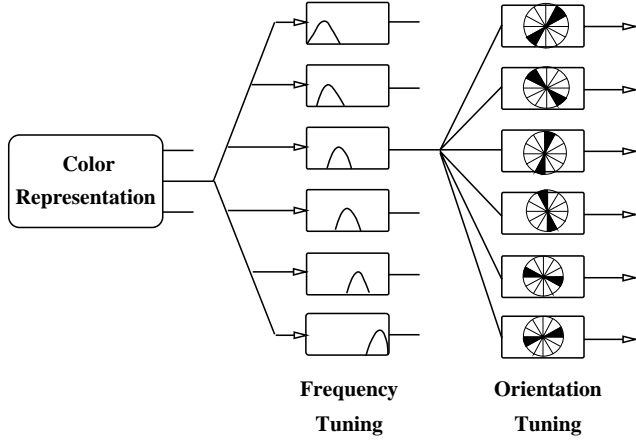 Color
Representation
Frequency
Tuning
Orientation
Tuning